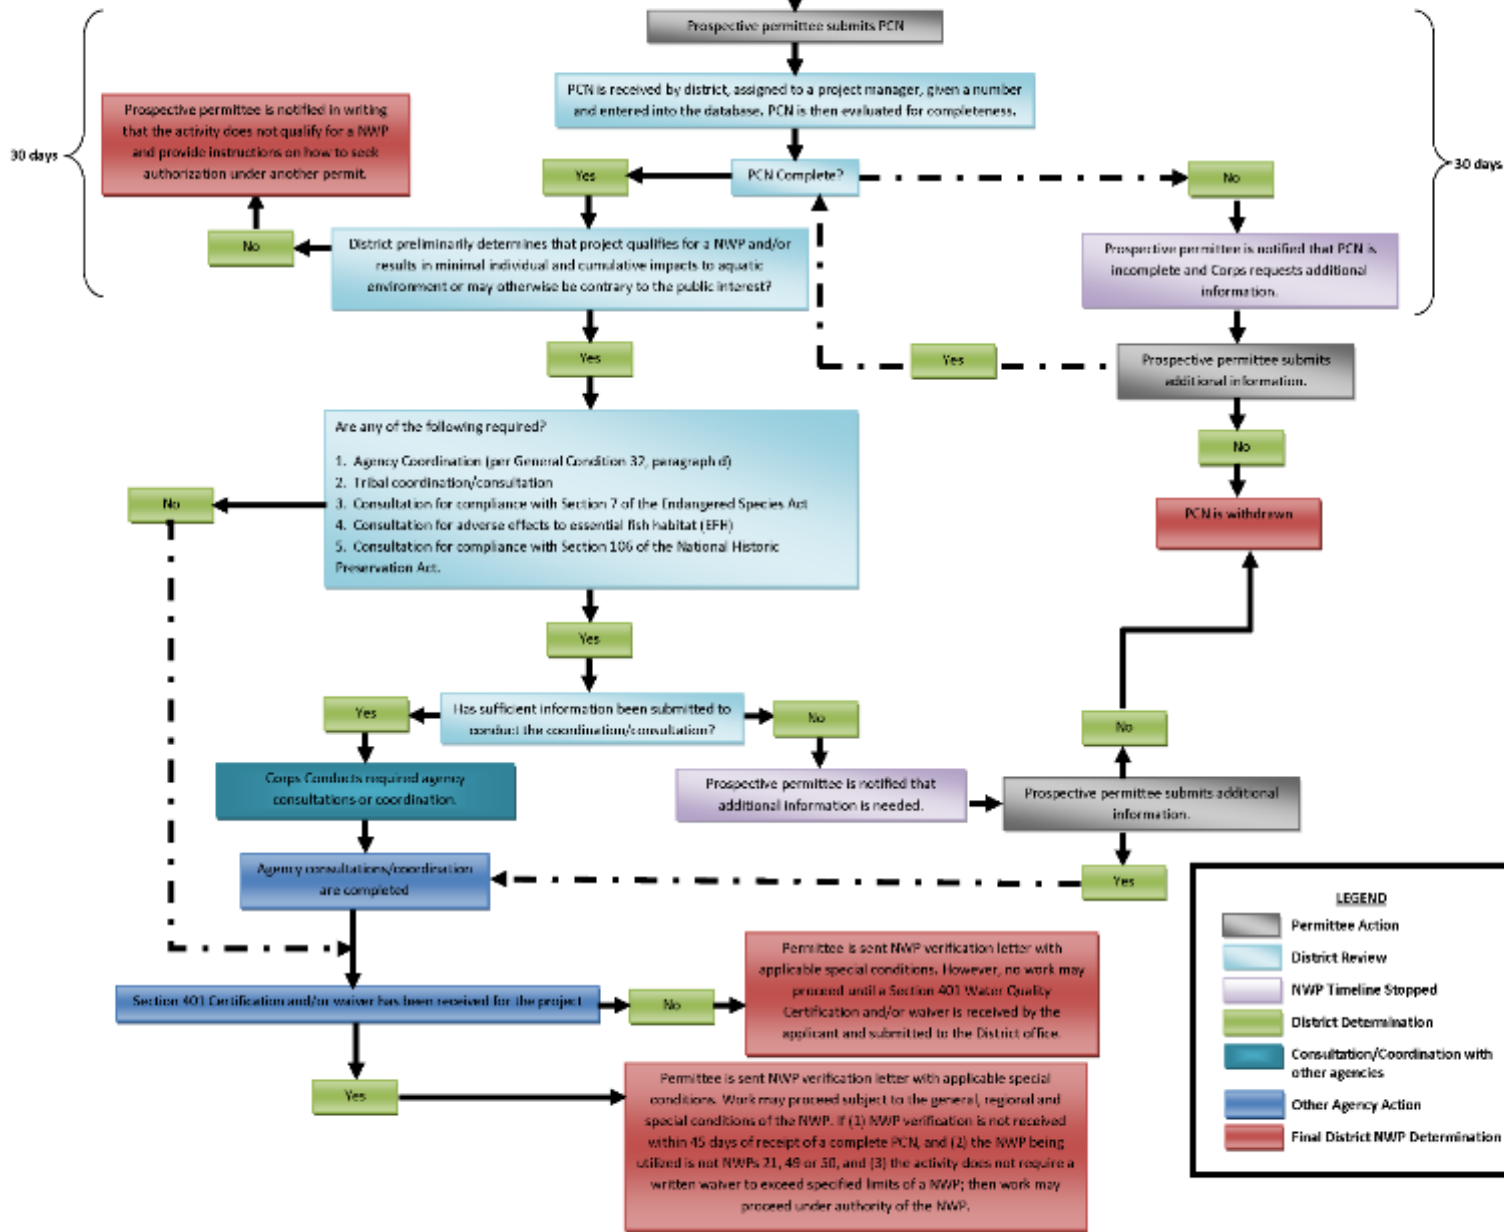 Prospective permittee submits PCN
PCN is received by district, assigned to a project manager, given a number
and entered into the database. PCN is then evaluated for completeness.
30 days
Prospective permittee is notified in writing
that the activity does not qualify for a NWP
and provide instructions on how to seek
authorization under another permit.
30 days
Yes
PCN Complete?
No
No
District preliminarily determines that project qualifies for a NWP and/or
results in minimal individual and cumulative impacts to aquatic
environment or may otherwise be contrary to the public interest?
Prospective permittee is notified that PCN is
incomplete and Corps requests additional
information.
Yes
Yes
Prospective permittee submits
additional information.
No
Are any of the following required?
1. Agency Coordination (per General Condition 32, paragraph d)
2. Tribal coordination/consultation
3. Consultation for compliance with Section 7 of the Endangered Species Act
4. Consultation for adverse effects to essential fish habitat (EFH)
5. Consultation for compliance with Section 106 of the National Historic
Preservation Act.
No
PCN is withdrawn
Yes
Yes
Has sufficient information been submitted to
conduct the coordination/consultation?
No
No
Corps Conducts required agency
consultations or coordination.
Prospective permittee is notified that
additional information is needed.
Prospective permittee submits additional
information.
Agency consultations/coordination
are completed
Yes
Section 401 Certification and/or waiver has been received for the project
No
Permittee is sent NWP verification letter with
applicable special conditions. However, no work may
proceed until a Section 401 Water Quality
Certification and/or waiver is received by the
applicant and submitted to the District office.
Yes
Permittee is sent NWP verification letter with applicable special
conditions. Work may proceed subject to the general, regional and
special conditions of the NWP. If (1) NWP verification is not received
within 45 days of receipt of a complete PCN, and (2) the NWP being
utilized is not NWPs 21, 49 or 50, and (3) the activity does not require a
written waiver to exceed specified limits of a NWP; then work may
proceed under authority of the NWP.
LEGEND
Permittee Action
District Review
NWP Timeline Stopped
District Determination
Consultation/Coordination with
other agencies
Other Agency Action
Final District NWP Determination